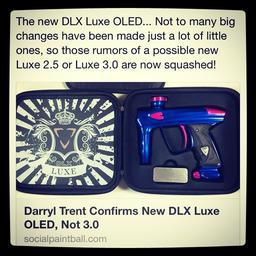 The new DLX Luxe OLED... Not to many big
changes have been made just a lot of little
ones, so those rumors of a possible new
Luxe 2.5 or Luxe 3.0 are now squashed!
LUXE
Darryl Trent Confirms New DLX Luxe
OLED, Not 3.0
socialpaintball.com